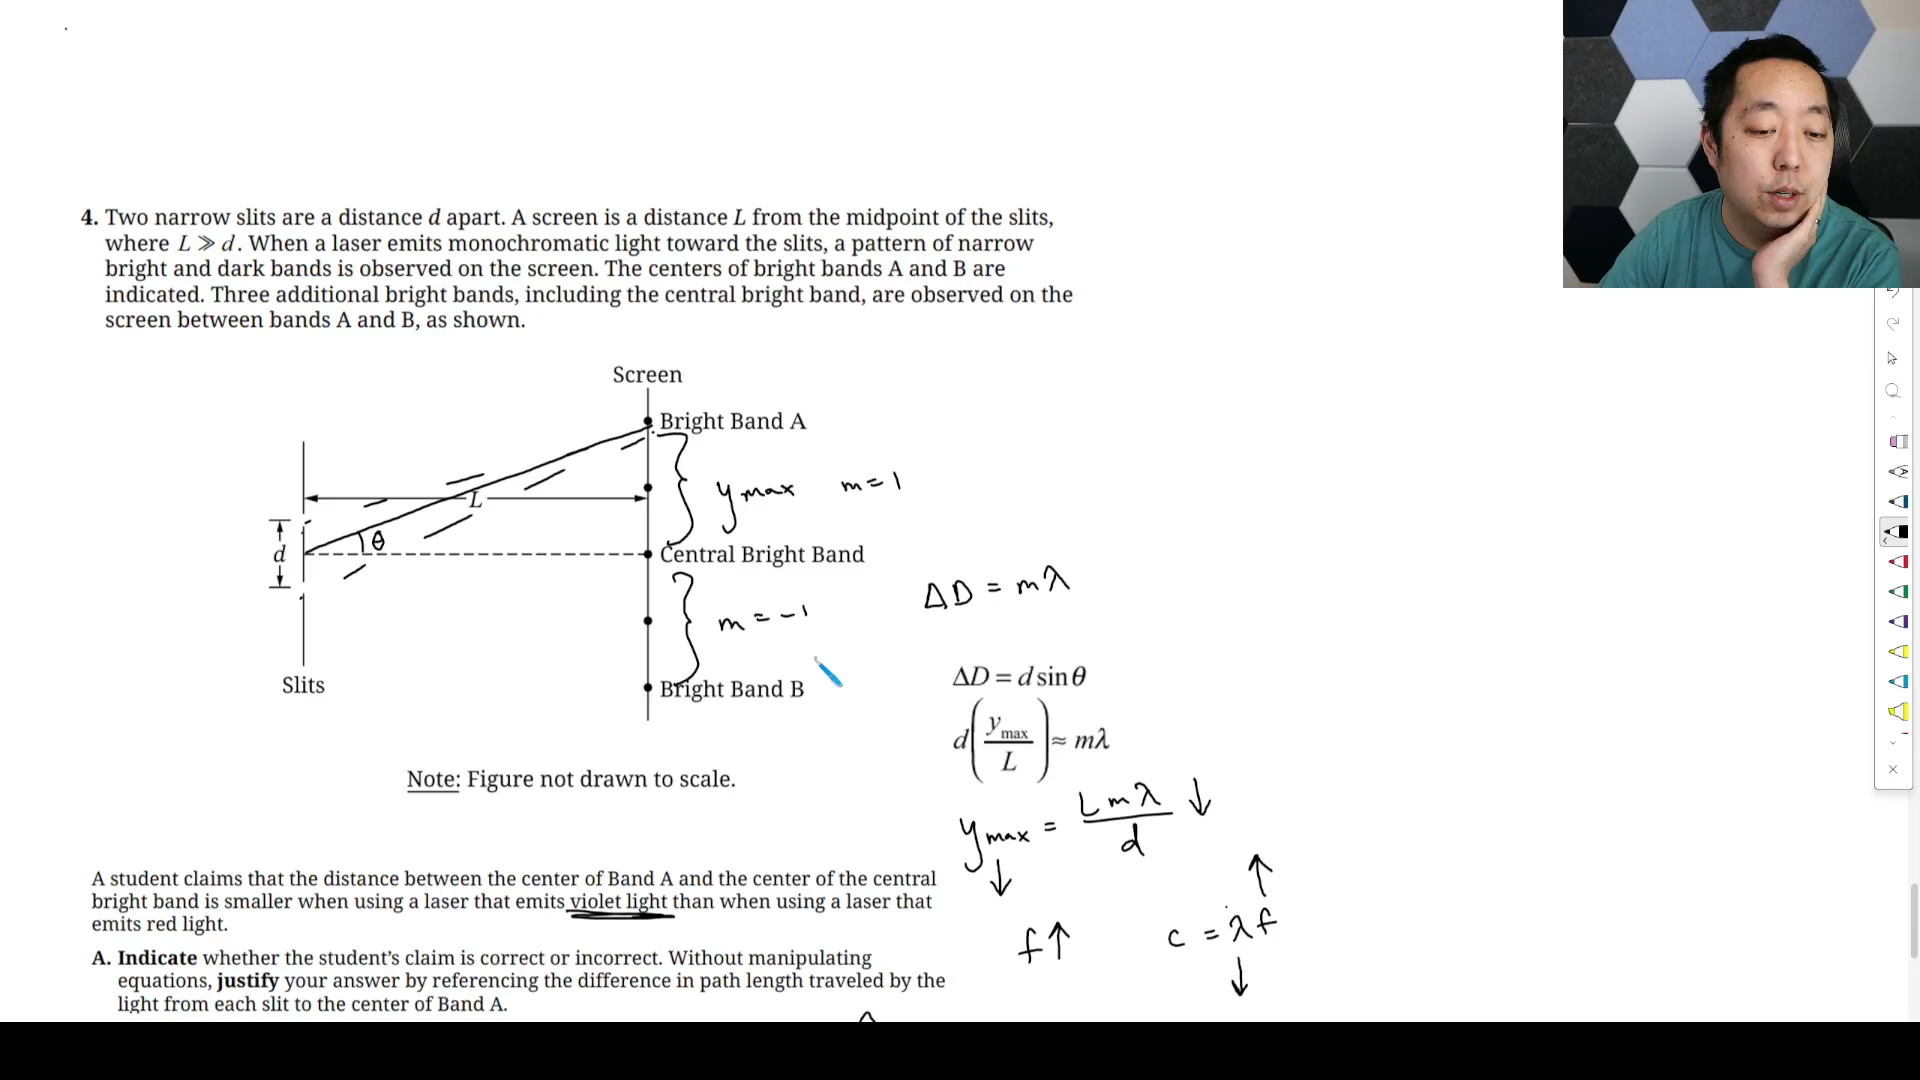 4. Two narrow slits are a distance d apart. A screen is a distance L from the midpoint of the slits,
where L ≫ d. When a laser emits monochromatic light toward the slits, a pattern of narrow
bright and dark bands is observed on the screen. The centers of bright bands A and B are
indicated. Three additional bright bands, including the central bright band, are observed on the
screen between bands A and B, as shown.
Screen
Bright Band A
y max m = 1
L
θ
d
Central Bright Band
ΔD = mλ
m = -1
Slits
Bright Band B
ΔD = d sin θ
d(y_max/L) ≈ mλ
Note: Figure not drawn to scale.
y max = Lmλ/d ↓
↓
A student claims that the distance between the center of Band A and the center of the central
bright band is smaller when using a laser that emits violet light than when using a laser that
emits red light.
f↑
↑
c = λf
↓
A. Indicate whether the student's claim is correct or incorrect. Without manipulating
equations, justify your answer by referencing the difference in path length traveled by the
light from each slit to the center of Band A.